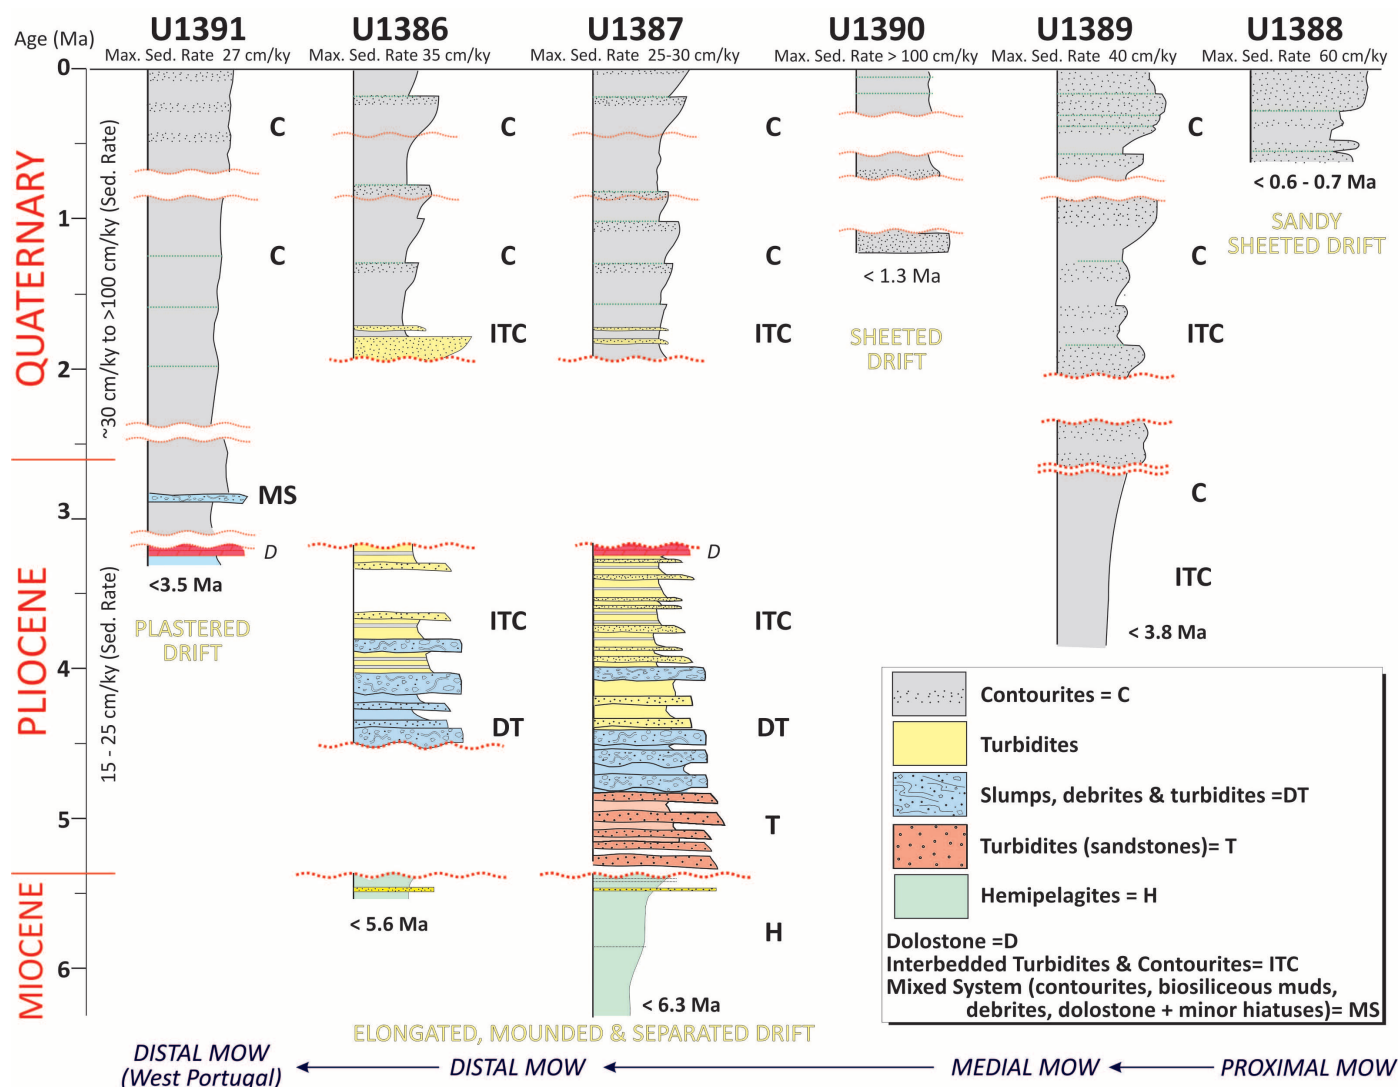 U1391 U1386 U1387 U1390 U1389 U1388
Age (Ma)
Max. Sed. Rate 27 cm/ky Max. Sed. Rate 35 cm/ky Max. Sed. Rate 25-30 cm/ky Max. Sed. Rate > 100 cm/ky Max. Sed. Rate 40 cm/ky Max. Sed. Rate 60 cm/ky
0
1
2
3
4
5
6
QUATERNARY
PLIOCENE
MIOCENE
~30 cm/ky to >100 cm/ky (Sed. Rate)
15 - 25 cm/ky (Sed. Rate)
C
C
MS
D
<3.5 Ma
PLASTERED
DRIFT
C
C
ITC
ITC
DT
< 5.6 Ma
C
C
ITC
D
ITC
DT
T
H
< 6.3 Ma
ELONGATED, MOUNDED & SEPARATED DRIFT
C
< 1.3 Ma
SHEETED
DRIFT
C
C
ITC
C
ITC
< 3.8 Ma
< 0.6 - 0.7 Ma
SANDY
SHEETED DRIFT
Contourites = C
Turbidites
Slumps, debrites & turbidites =DT
Turbidites (sandstones)= T
Hemipelagites = H
Dolostone =D
Interbedded Turbidites & Contourites= ITC
Mixed System (contourites, biosiliceous muds,
debrites, dolostone + minor hiatuses)= MS
DISTAL MOW
(West Portugal)
DISTAL MOW
MEDIAL MOW
PROXIMAL MOW